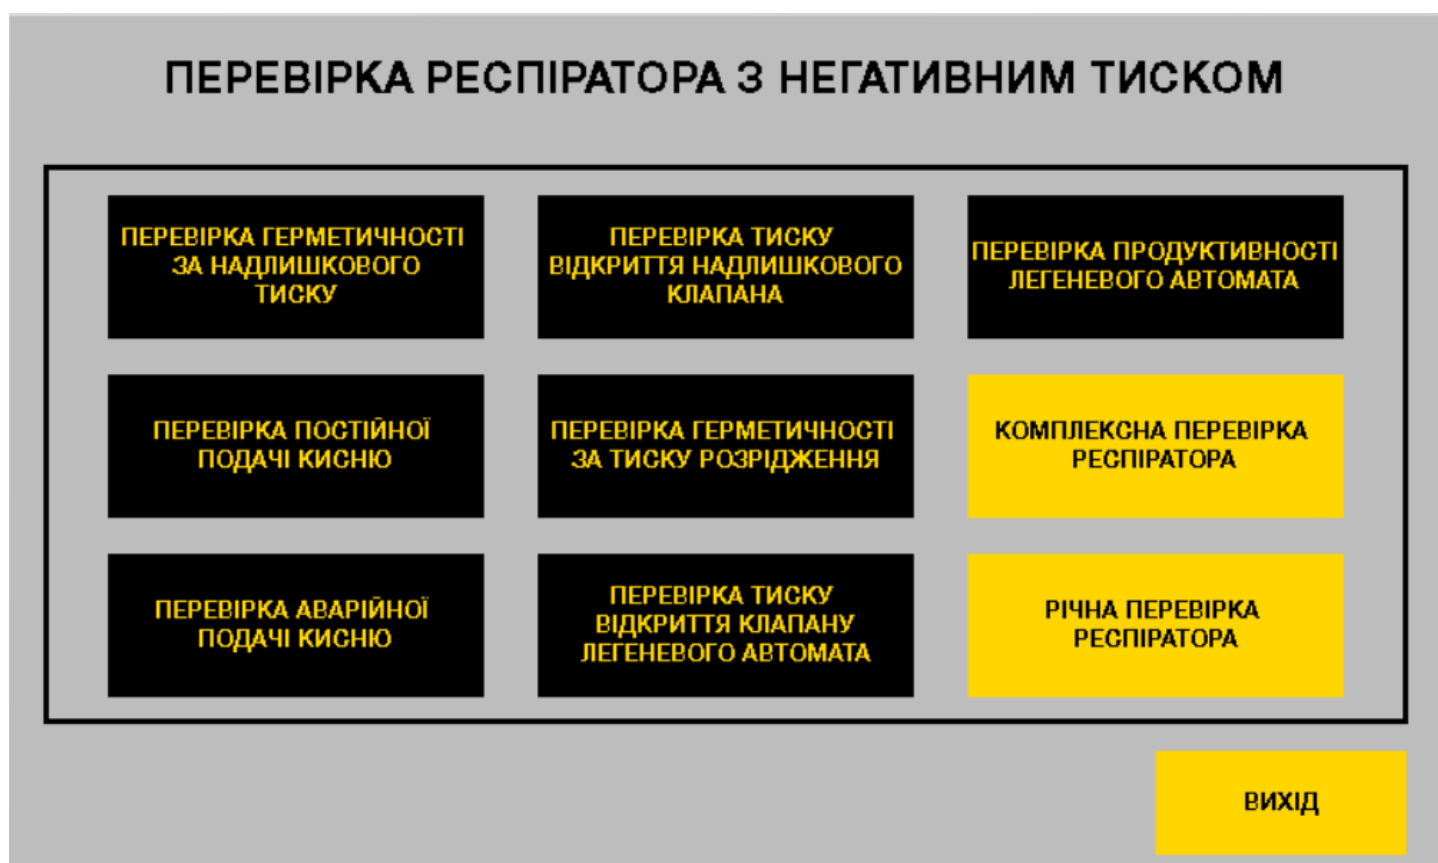 ПЕРЕВІРКА РЕСПІРАТОРА З НЕГАТИВНИМ ТИСКОМ
ПЕРЕВІРКА ГЕРМЕТИЧНОСТІ
ЗА НАДЛИШКОВОГО
ТИСКУ
ПЕРЕВІРКА ТИСКУ
ВІДКРИТТЯ НАДЛИШКОВОГО
КЛАПАНА
ПЕРЕВІРКА ПРОДУКТИВНОСТІ
ЛЕГЕНЕВОГО АВТОМАТА
ПЕРЕВІРКА ПОСТІЙНОЇ
ПОДАЧІ КИСНЮ
ПЕРЕВІРКА ГЕРМЕТИЧНОСТІ
ЗА ТИСКУ РОЗРІДЖЕННЯ
КОМПЛЕКСНА ПЕРЕВІРКА
РЕСПІРАТОРА
ПЕРЕВІРКА АВАРІЙНОЇ
ПОДАЧІ КИСНЮ
ПЕРЕВІРКА ТИСКУ
ВІДКРИТТЯ КЛАПАНУ
ЛЕГЕНЕВОГО АВТОМАТА
РІЧНА ПЕРЕВІРКА
РЕСПІРАТОРА
ВИХІД